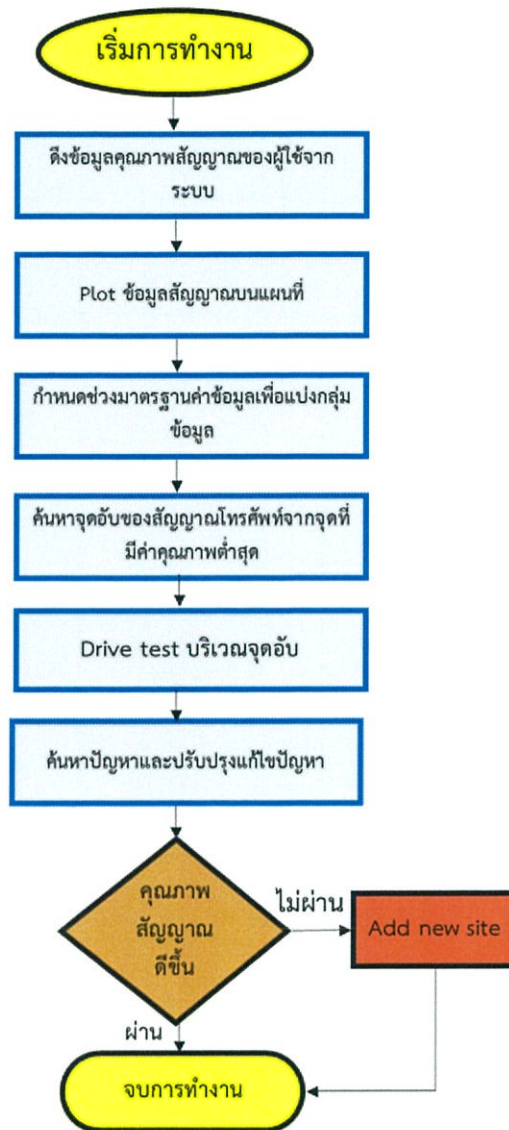 เริ่มการทำงาน
ดึงข้อมูลคุณภาพสัญญาณของผู้ใช้จาก
ระบบ
Plot ข้อมูลสัญญาณบนแผนที่
กำหนดช่วงมาตรฐานค่าข้อมูลเพื่อแบ่งกลุ่ม
ข้อมูล
ค้นหาจุดอับของสัญญาณโทรศัพท์จากจุดที่
มีค่าคุณภาพต่ำสุด
Drive test บริเวณจุดอับ
ค้นหาปัญหาและปรับปรุงแก้ไขปัญหา
คุณภาพ
สัญญาณ
ดีขึ้น
ไม่ผ่าน
Add new site
ผ่าน
จบการทำงาน